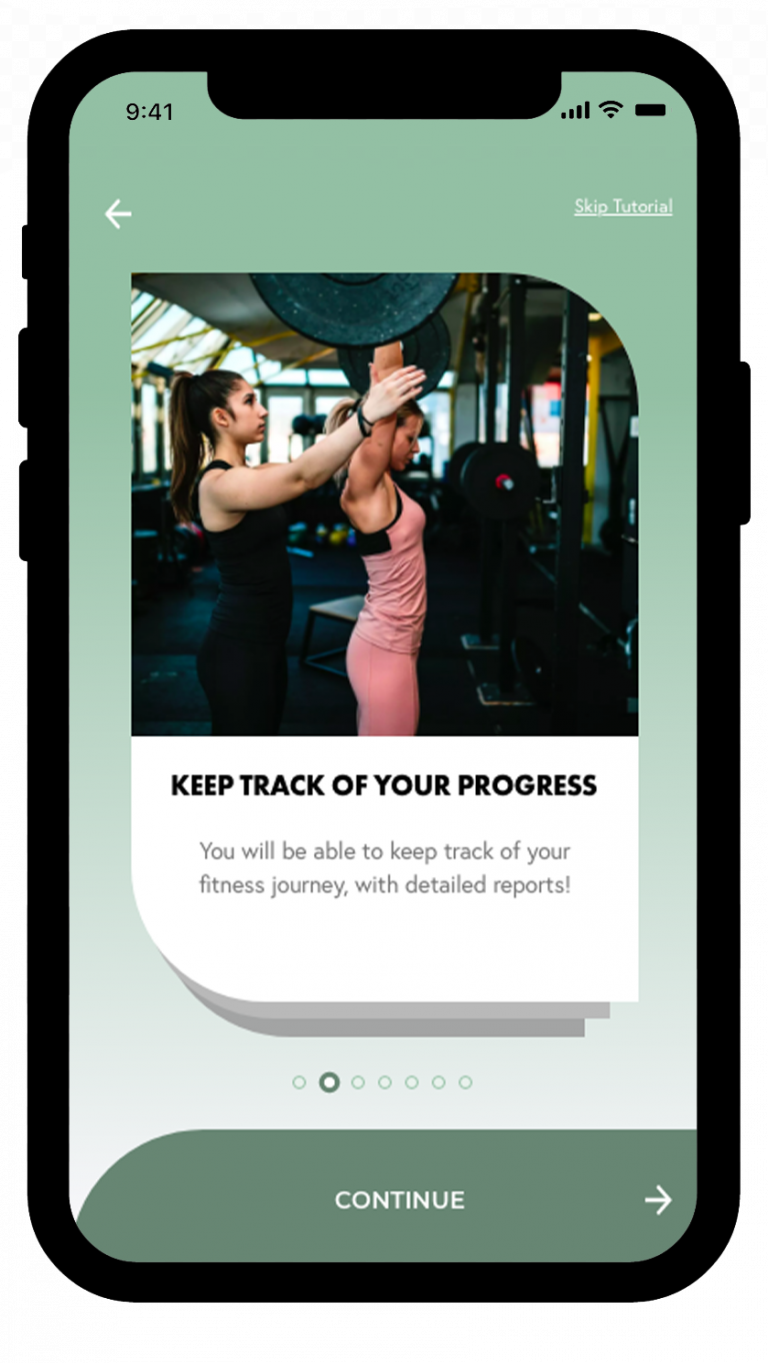 9:41
Skip Tutorial
KEEP TRACK OF YOUR PROGRESS
You will be able to keep track of your
fitness journey, with detailed reports!
CONTINUE